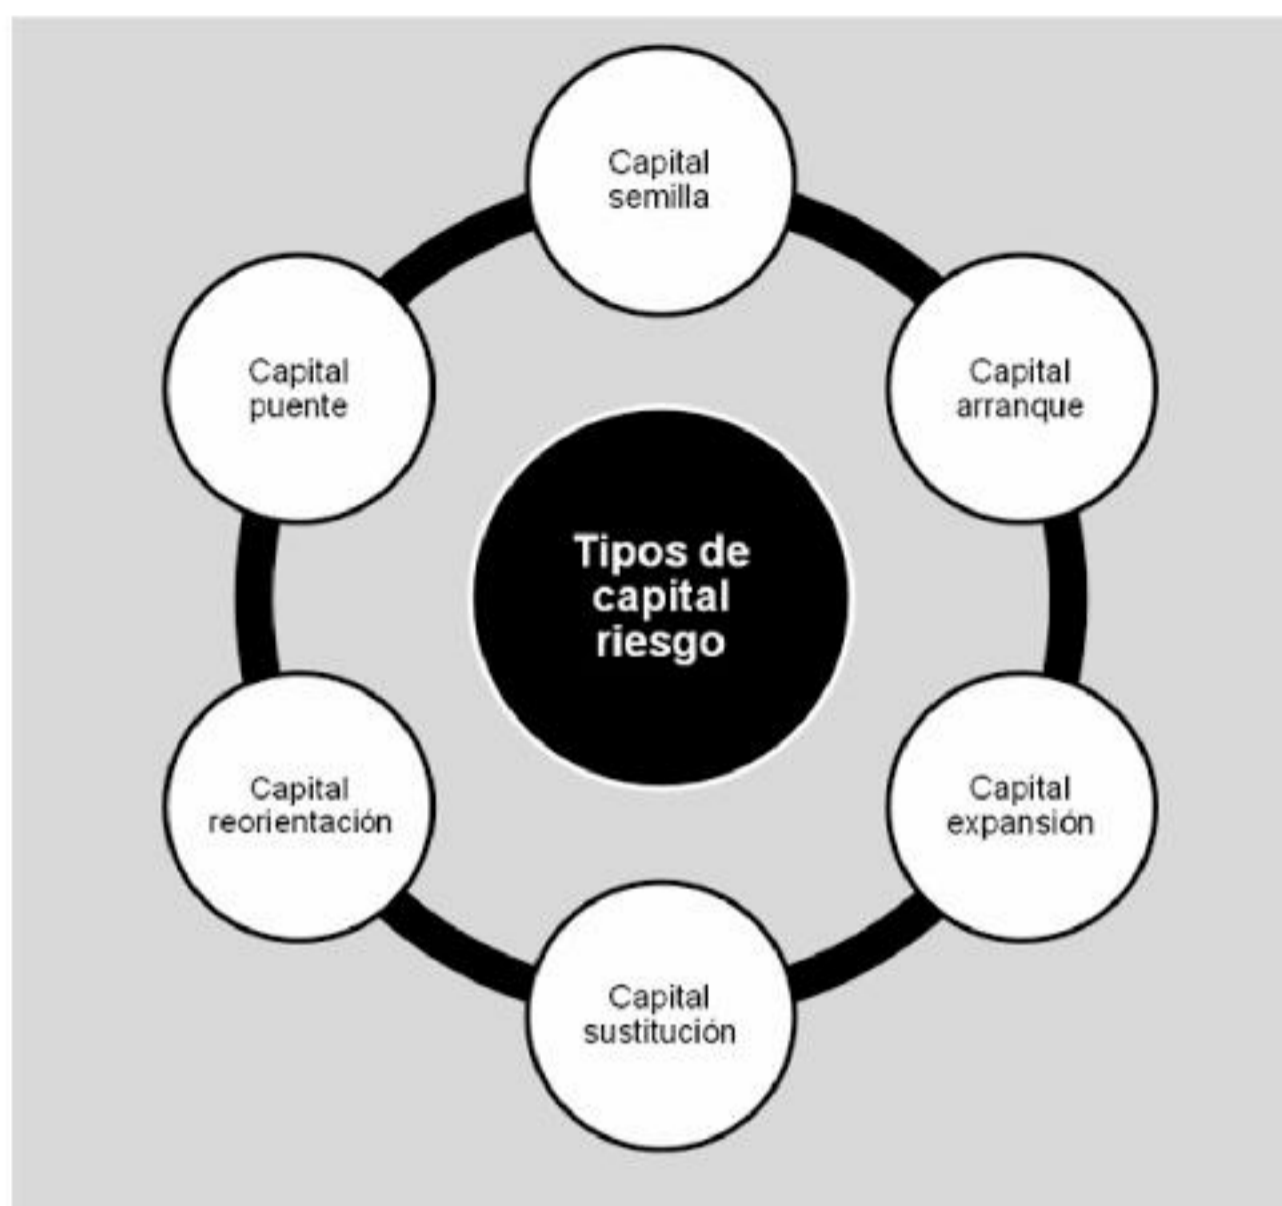 Capital
semilla
Capital
arranque
Capital
expansión
Capital
sustitución
Capital
reorientación
Capital
puente
Tipos de
capital
riesgo